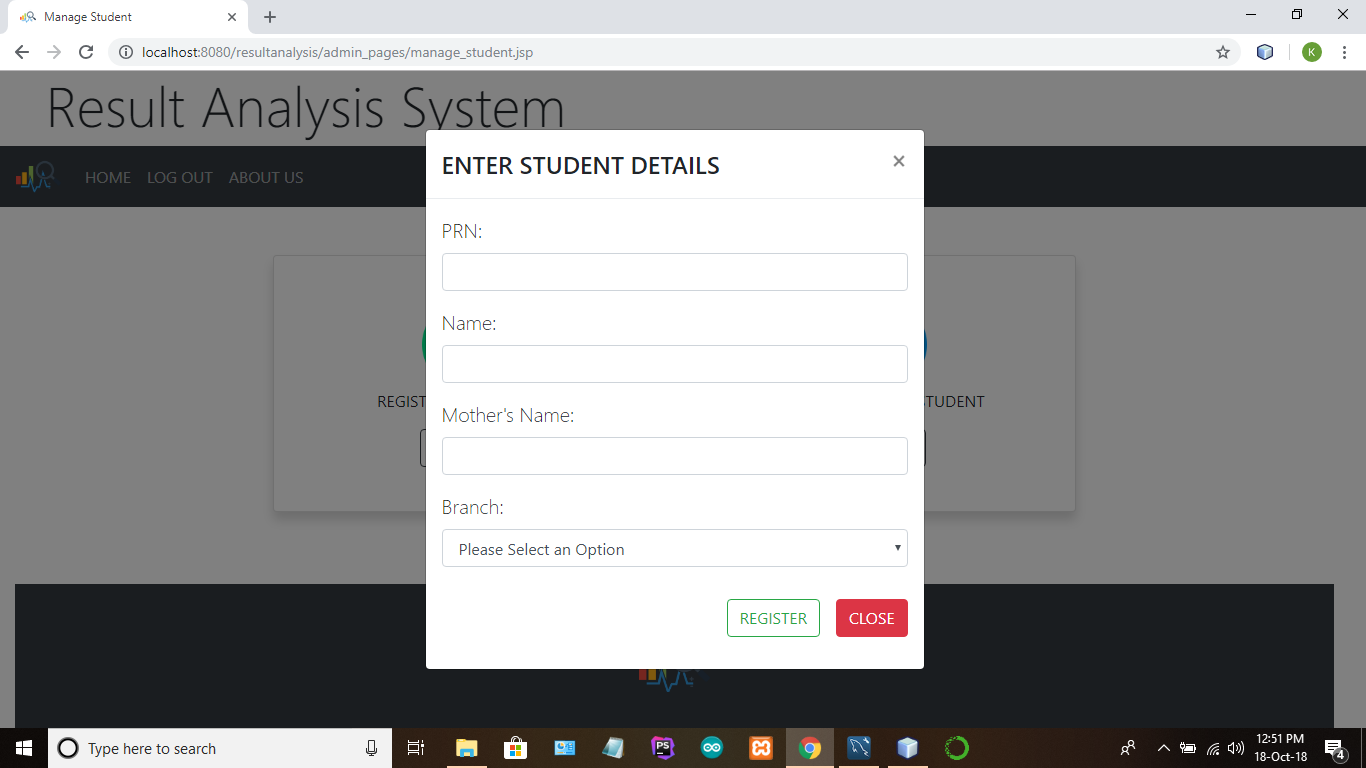 Manage Student
localhost:8080/resultanalysis/admin_pages/manage_student.jsp
K
Result Analysis System
HOME LOG OUT ABOUT US
ENTER STUDENT DETAILS
×
PRN:
Name:
REGIST
STUDENT
Mother's Name:
Branch:
Please Select an Option
REGISTER CLOSE
Type here to search
PS
12:51 PM
18-Oct-18
4